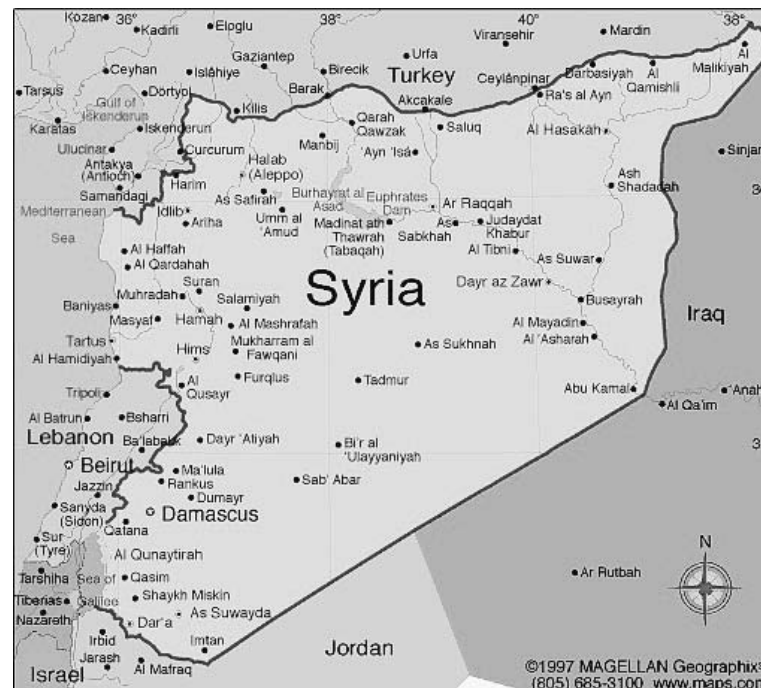 36°
38°
40°
38°
Kozan
Kadirli
Eloglu
Gaziantep
Urfa
Viransehir
Mardin
Al
Malikiyah
Ceyhan
Islâhiye
Birecik
Turkey
Ceylânpinar
Darbasiyah
Al
Qamishli
Tarsus
Dörtyol
Gulf of
Iskenderun
Barak
Kilis
Akcakale
Ra's al Ayn
Karatas
Iskenderun
Qarah
Qawzak
Saluq
Al Hasakah
Ulucinar
Curcurum
Manbij
'Ayn 'Isá
Sinjar
Antakya
(Antioch)
Halab
(Aleppo)
Ash
Shadadah
Samandagi
Harim
As Safirah
Burhayrat al
Asad
Euphrates
Dam
Ar Raqqah
36
Mediterranean
Sea
Idlib
Ariha
Umm al
'Amud
Madinat ath
Thawrah
(Tabaqah)
As
Sabkhah
Judaydat
Khabur
Al Tibni
Al Haffah
Al Qardahah
As Suwar
Suran
Syria
Dayr az Zawr
Muhradah
Salamiyah
Busayrah
Baniyas
Masyaf
Hamah
Al Mashrafah
Al Mayadin
Iraq
Tartus
Mukharram al
Fawqani
As Sukhnah
Al 'Asharah
Al Hamidiyah
Hims
Furqlus
Tadmur
Abu Kamal
'Anah
Tripoli
Al
Qusayr
Al Qa'im
Al Batrun
Bsharri
Lebanon
Ba'labakk
Dayr 'Atiyah
Bi'r al
'Ulayyaniyah
3
Beirut
Ma'lula
Rankus
Sab' Abar
Jazzin
Dumayr
Sanyda
(Sidon)
Damascus
Qatana
Sur
(Tyre)
Al Qunaytirah
N
Tarshiha
Sea of
Galilee
Qasim
Ar Rutbah
Tiberias
Shaykh Miskin
Nazareth
As Suwayda
Dar'a
Irbid
Imtan
Jordan
Jarash
Israel
Al Mafraq
©1997 MAGELLAN Geographix
(805) 685-3100 www.maps.com